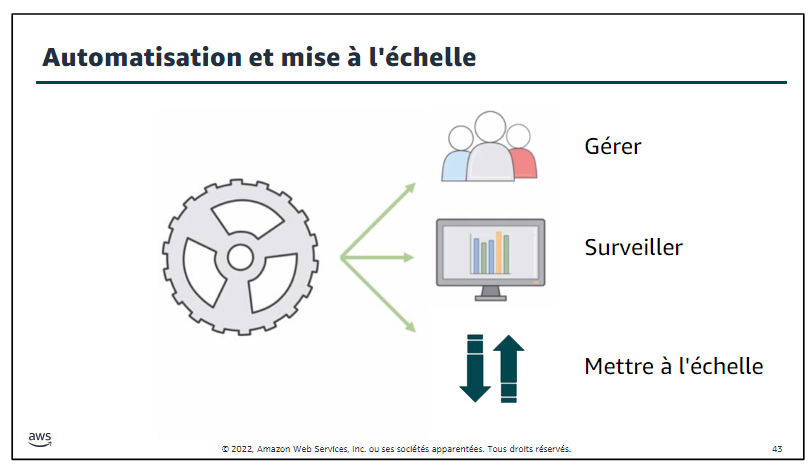 Automatisation et mise à l'échelle
Gérer
Surveiller
Mettre à l'échelle
aws
© 2022, Amazon Web Services, Inc. ou ses sociétés apparentées. Tous droits réservés.
43